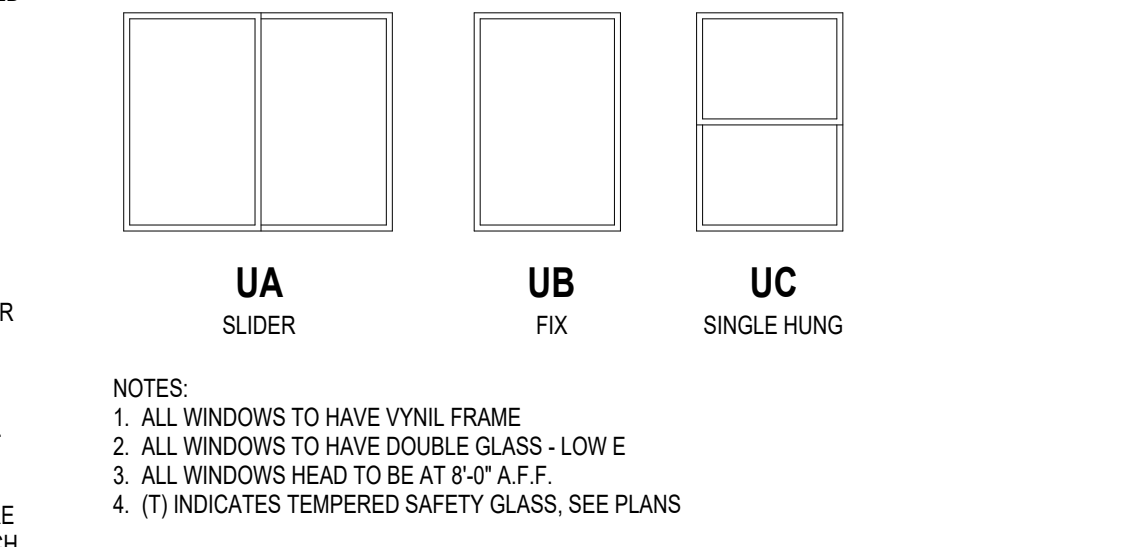 UA
SLIDER
UB
FIX
UC
SINGLE HUNG
NOTES:
1. ALL WINDOWS TO HAVE VYNIL FRAME
2. ALL WINDOWS TO HAVE DOUBLE GLASS - LOW E
3. ALL WINDOWS HEAD TO BE AT 8'-0" A.F.F.
4. (T) INDICATES TEMPERED SAFETY GLASS, SEE PLANS